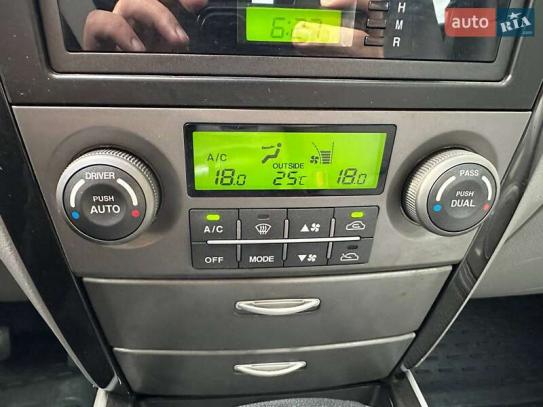 auto RIA
H
M
R
A/C
OUTSIDE
18.0 25c 18.0
DRIVER
PUSH
AUTO
PASS
PUSH
DUAL
A/C
OFF MODE